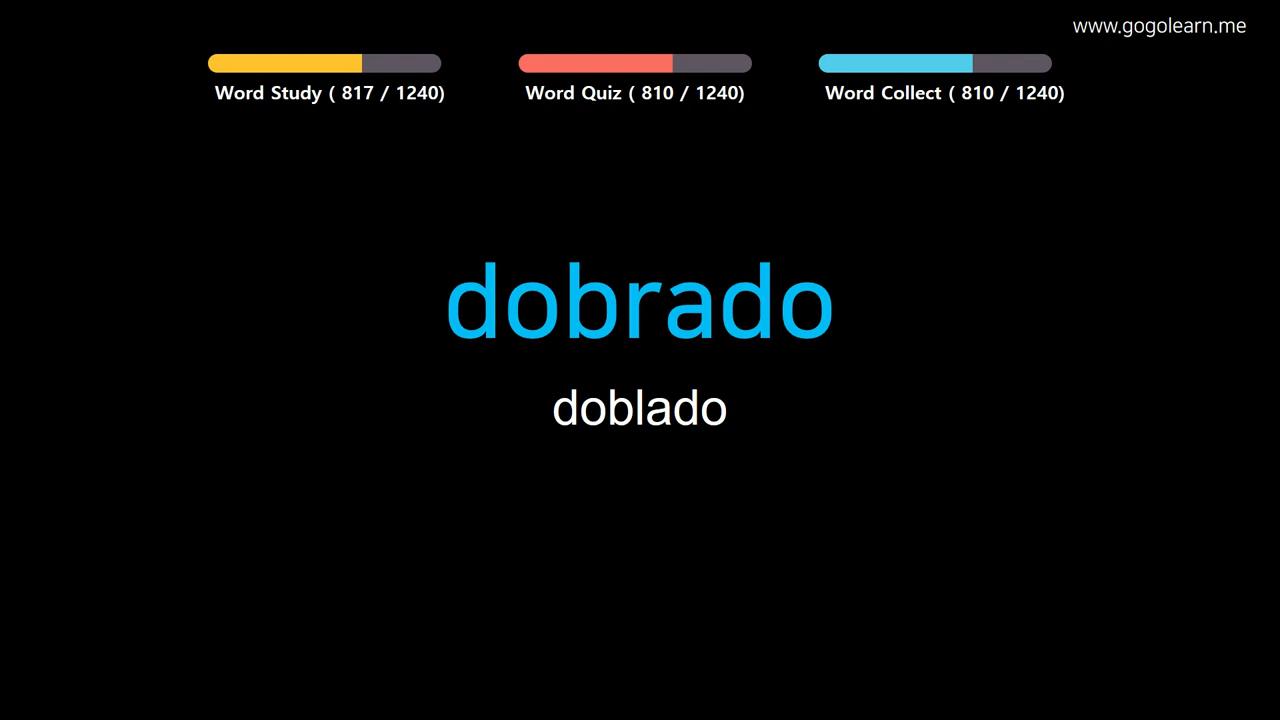 www.gogolearn.me
Word Study ( 817 / 1240)
Word Quiz ( 810 / 1240)
Word Collect ( 810 / 1240)
dobrado
doblado